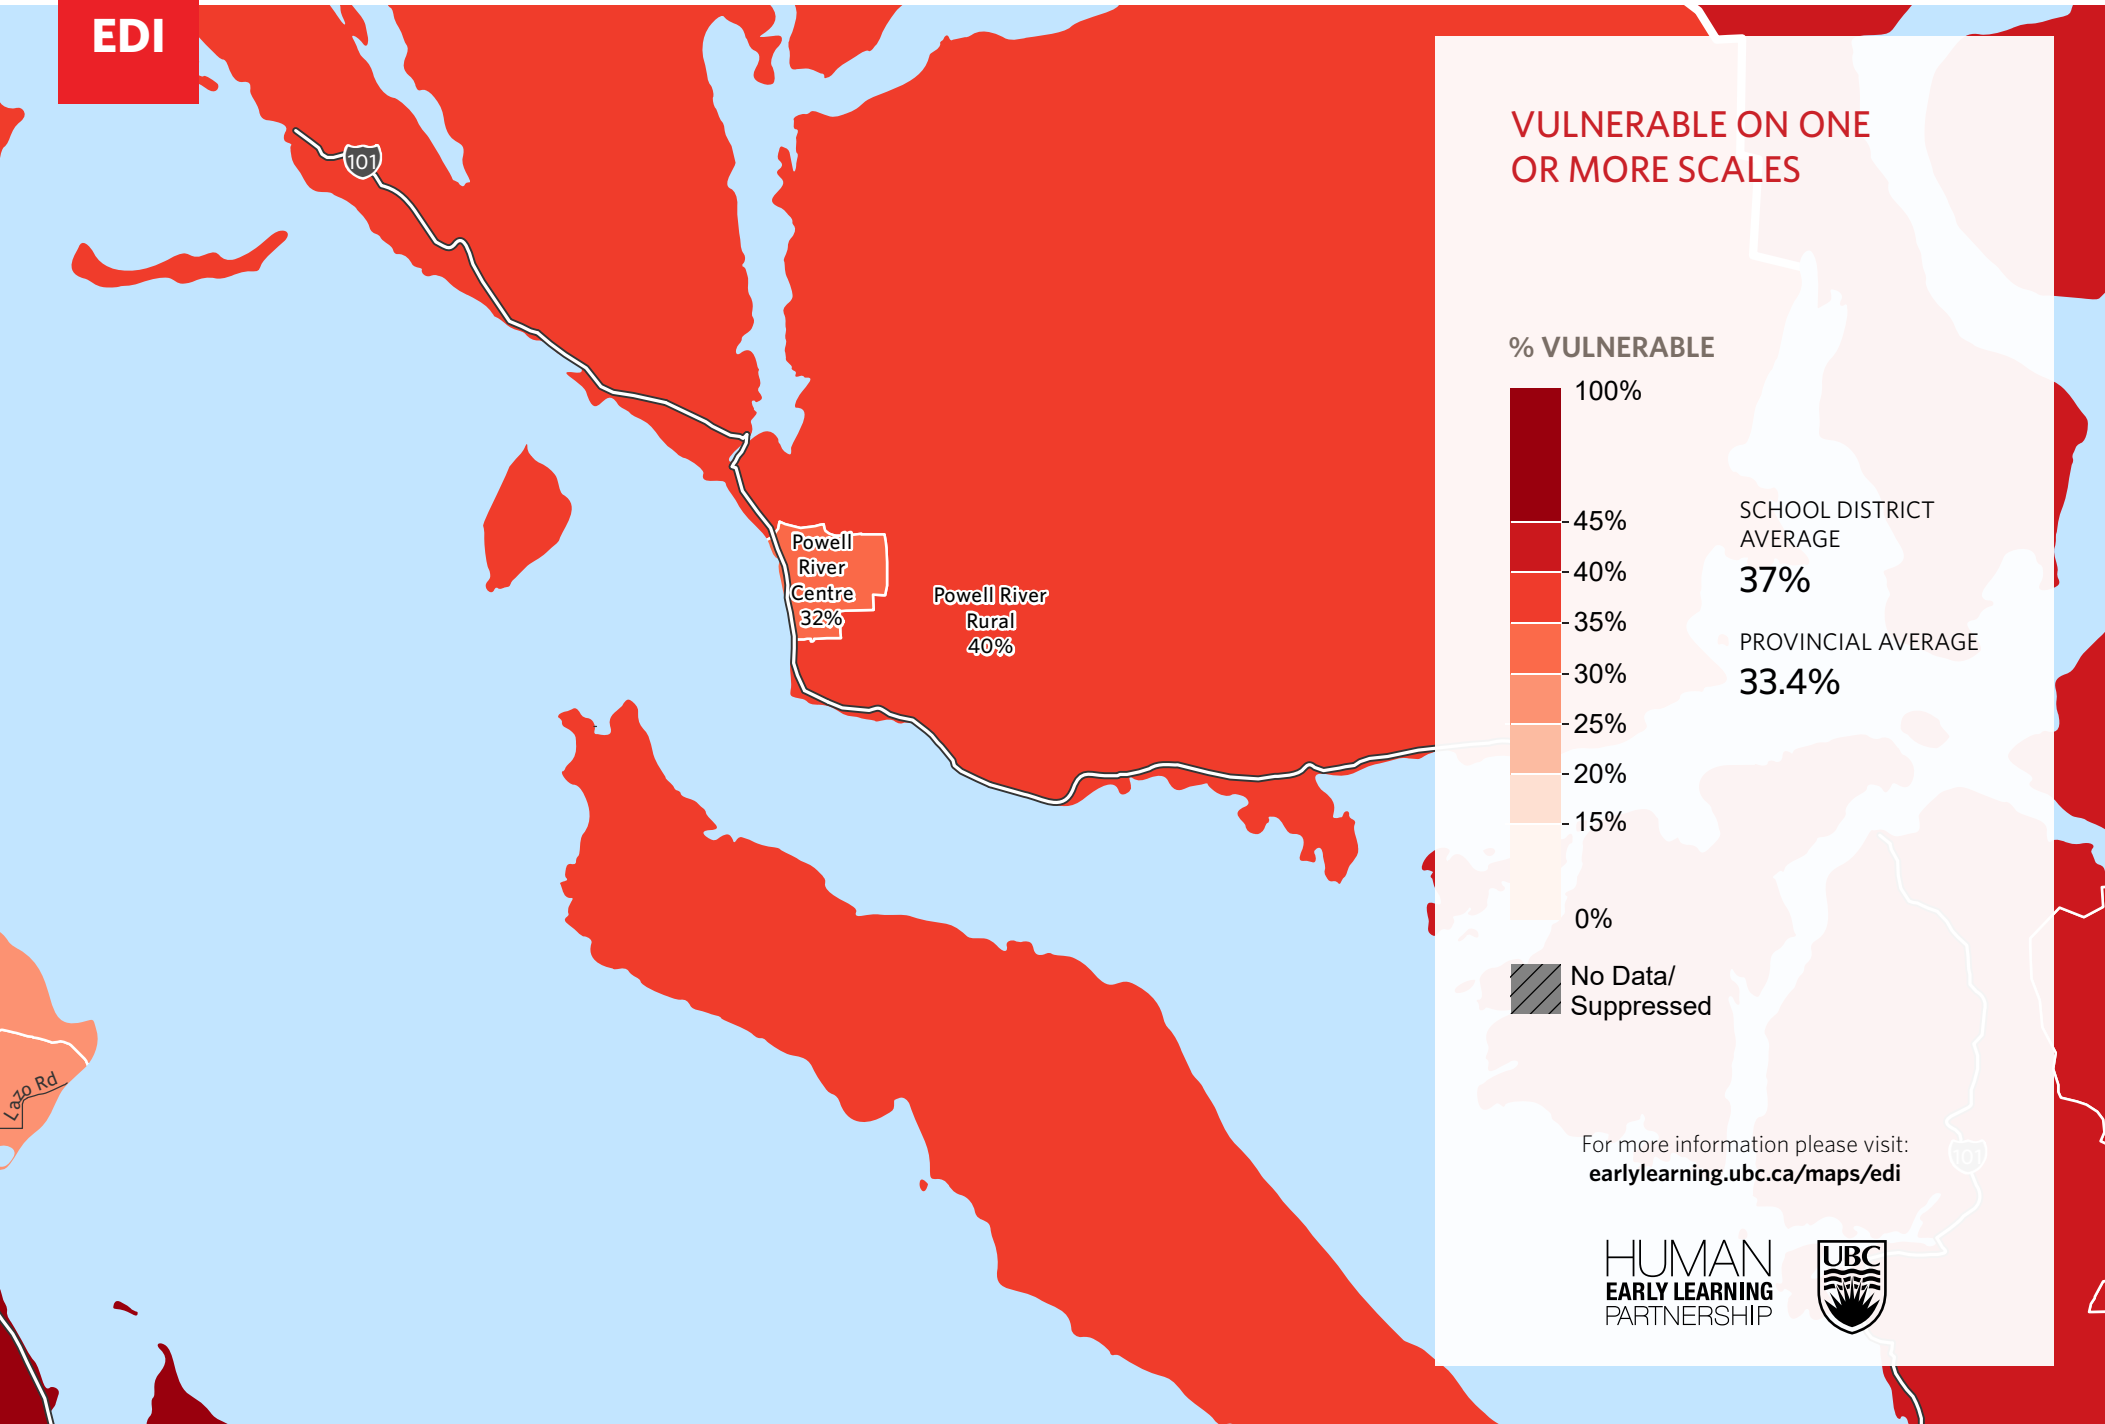 EDI
101
Powell
River
Centre
32%
Powell River
Rural
40%
Lazo Rd
VULNERABLE ON ONE
OR MORE SCALES
% VULNERABLE
100%
45%
40%
35%
30%
25%
20%
15%
0%
No Data/
Suppressed
SCHOOL DISTRICT
AVERAGE
37%
PROVINCIAL AVERAGE
33.4%
For more information please visit:
earlylearning.ubc.ca/maps/edi
101
HUMAN
EARLY LEARNING
PARTNERSHIP
UBC